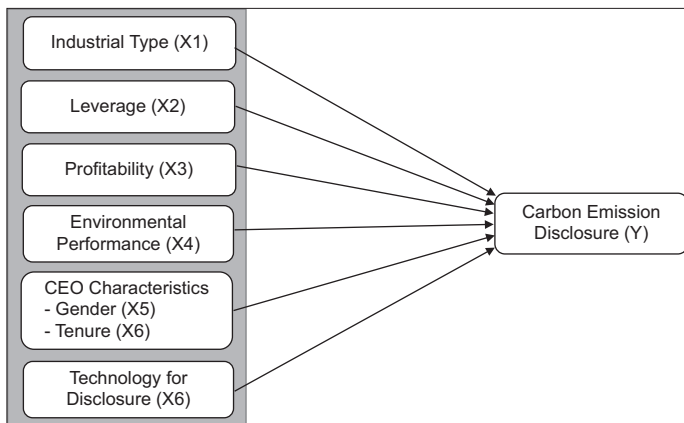 Industrial Type (X1)
Leverage (X2)
Profitability (X3)
Environmental
Performance (X4)
CEO Characteristics
- Gender (X5)
- Tenure (X6)
Technology for
Disclosure (X6)
Carbon Emission
Disclosure (Y)